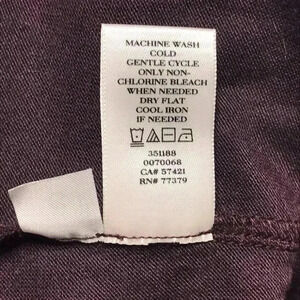 MACHINE WASH
COLD
GENTLE CYCLE
ONLY NON-
CHLORINE BLEACH
WHEN NEEDED
DRY FLAT
COOL IRON
IF NEEDED
351188
0070068
CA# 57421
RN# 77379